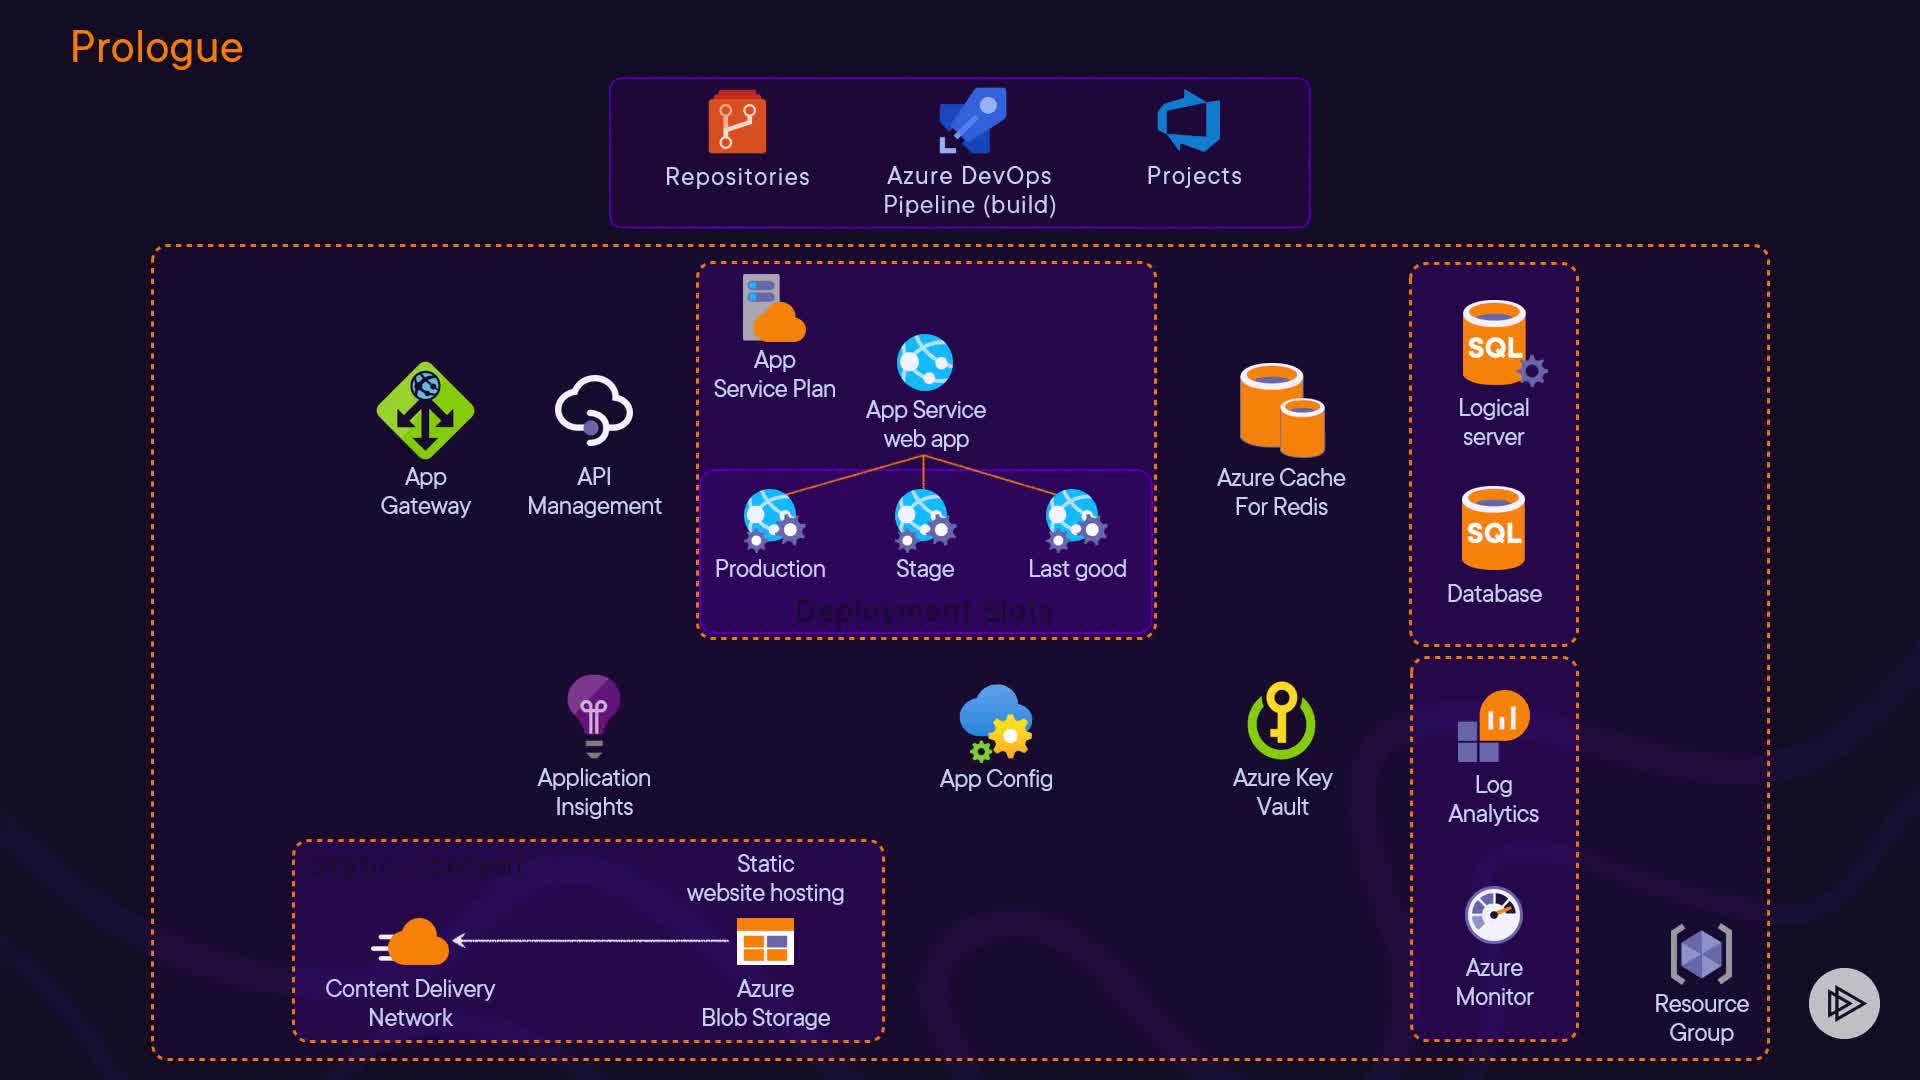 Prologue
Repositories
Azure DevOps
Pipeline (build)
Projects
App
Service Plan
App Service
web app
Production
Stage
Last good
Deployment Slots
App
Gateway
API
Management
Azure Cache
For Redis
SQL
Logical
server
SQL
Database
Application
Insights
App Config
Azure Key
Vault
Log
Analytics
Azure
Monitor
Static Content
Static
website hosting
Content Delivery
Network
Azure
Blob Storage
Resource
Group